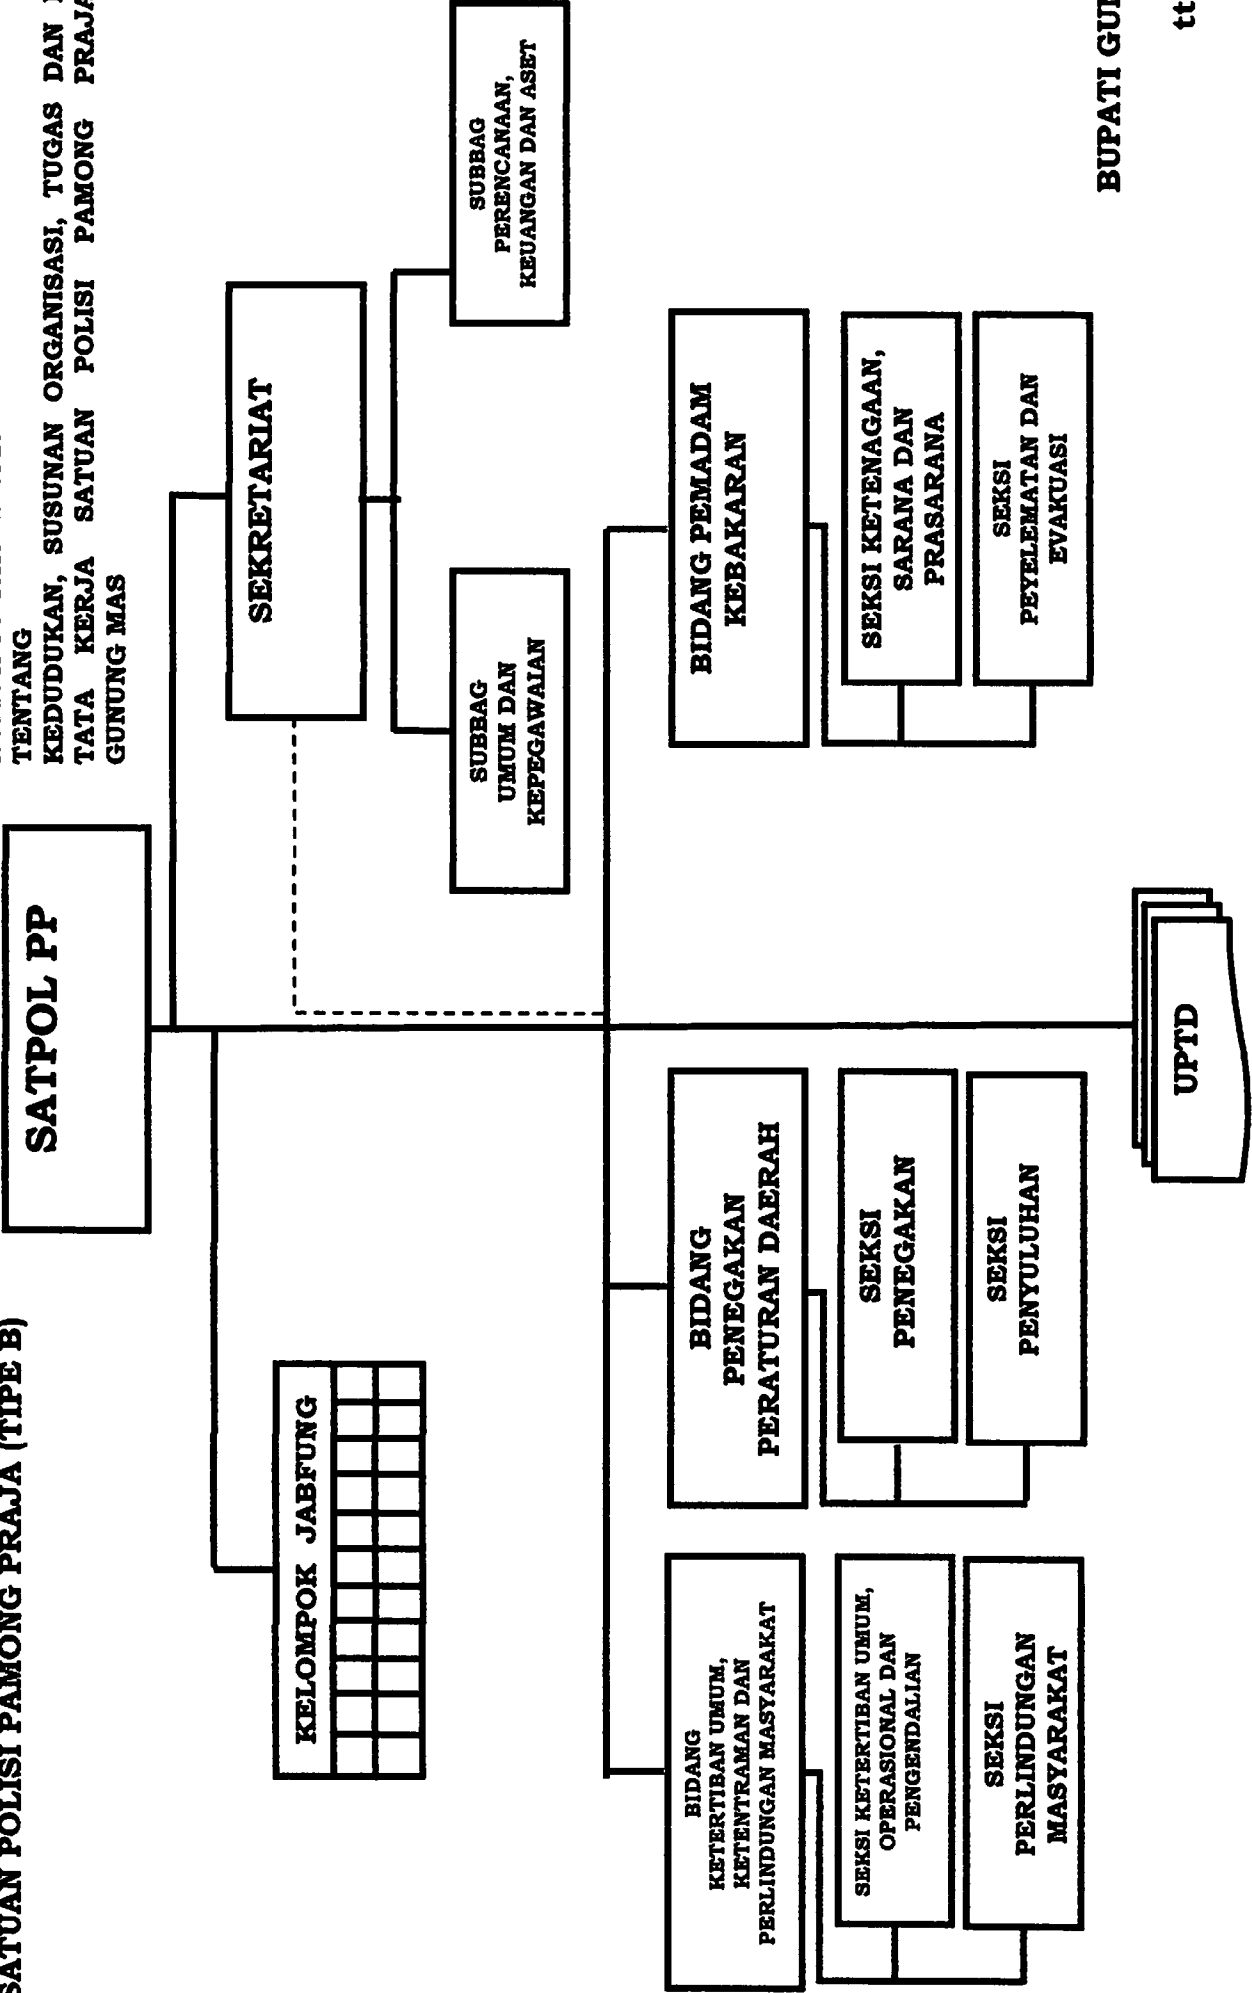 SATUAN POLISI PAMONG PRAJA (TIPE B)
TENTANG
KEDUDUKAN, SUSUNAN ORGANISASI, TUGAS DAN
TATA KERJA SATUAN POLISI PAMONG PRAJA
GUNUNG MAS
SATPOL PP
SEKRETARIAT
KELOMPOK JABFUNG
SUBBAG
UMUM DAN
KEPEGAWAIAN
SUBBAG
PERENCANAAN,
KEUANGAN DAN ASET
BIDANG
KETERTIBAN UMUM,
KETENTRAMAN DAN
PERLINDUNGAN MASYARAKAT
SEKSI KETERTIBAN UMUM,
OPERASIONAL DAN
PENGENDALIAN
SEKSI
PERLINDUNGAN
MASYARAKAT
BIDANG
PENEGAKAN
PERATURAN DAERAH
SEKSI
PENEGAKAN
SEKSI
PENYULUHAN
BIDANG PEMADAM
KEBAKARAN
SEKSI KETENAGAAN,
SARANA DAN
PRASARANA
SEKSI
PEYELEMATAN DAN
EVAKUASI
UPTD
BUPATI
tt